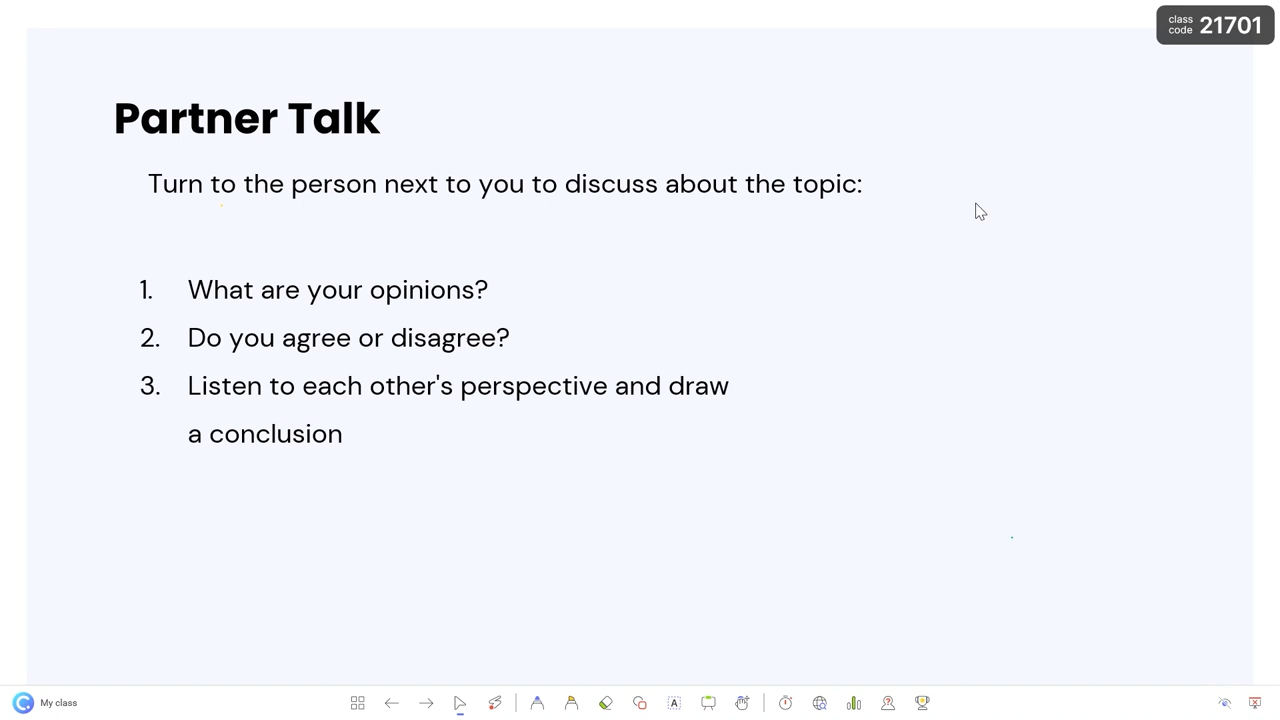 class
code 21701
Partner Talk
Turn to the person next to you to discuss about the topic:
1. What are your opinions?
2. Do you agree or disagree?
3. Listen to each other's perspective and draw
a conclusion
My class